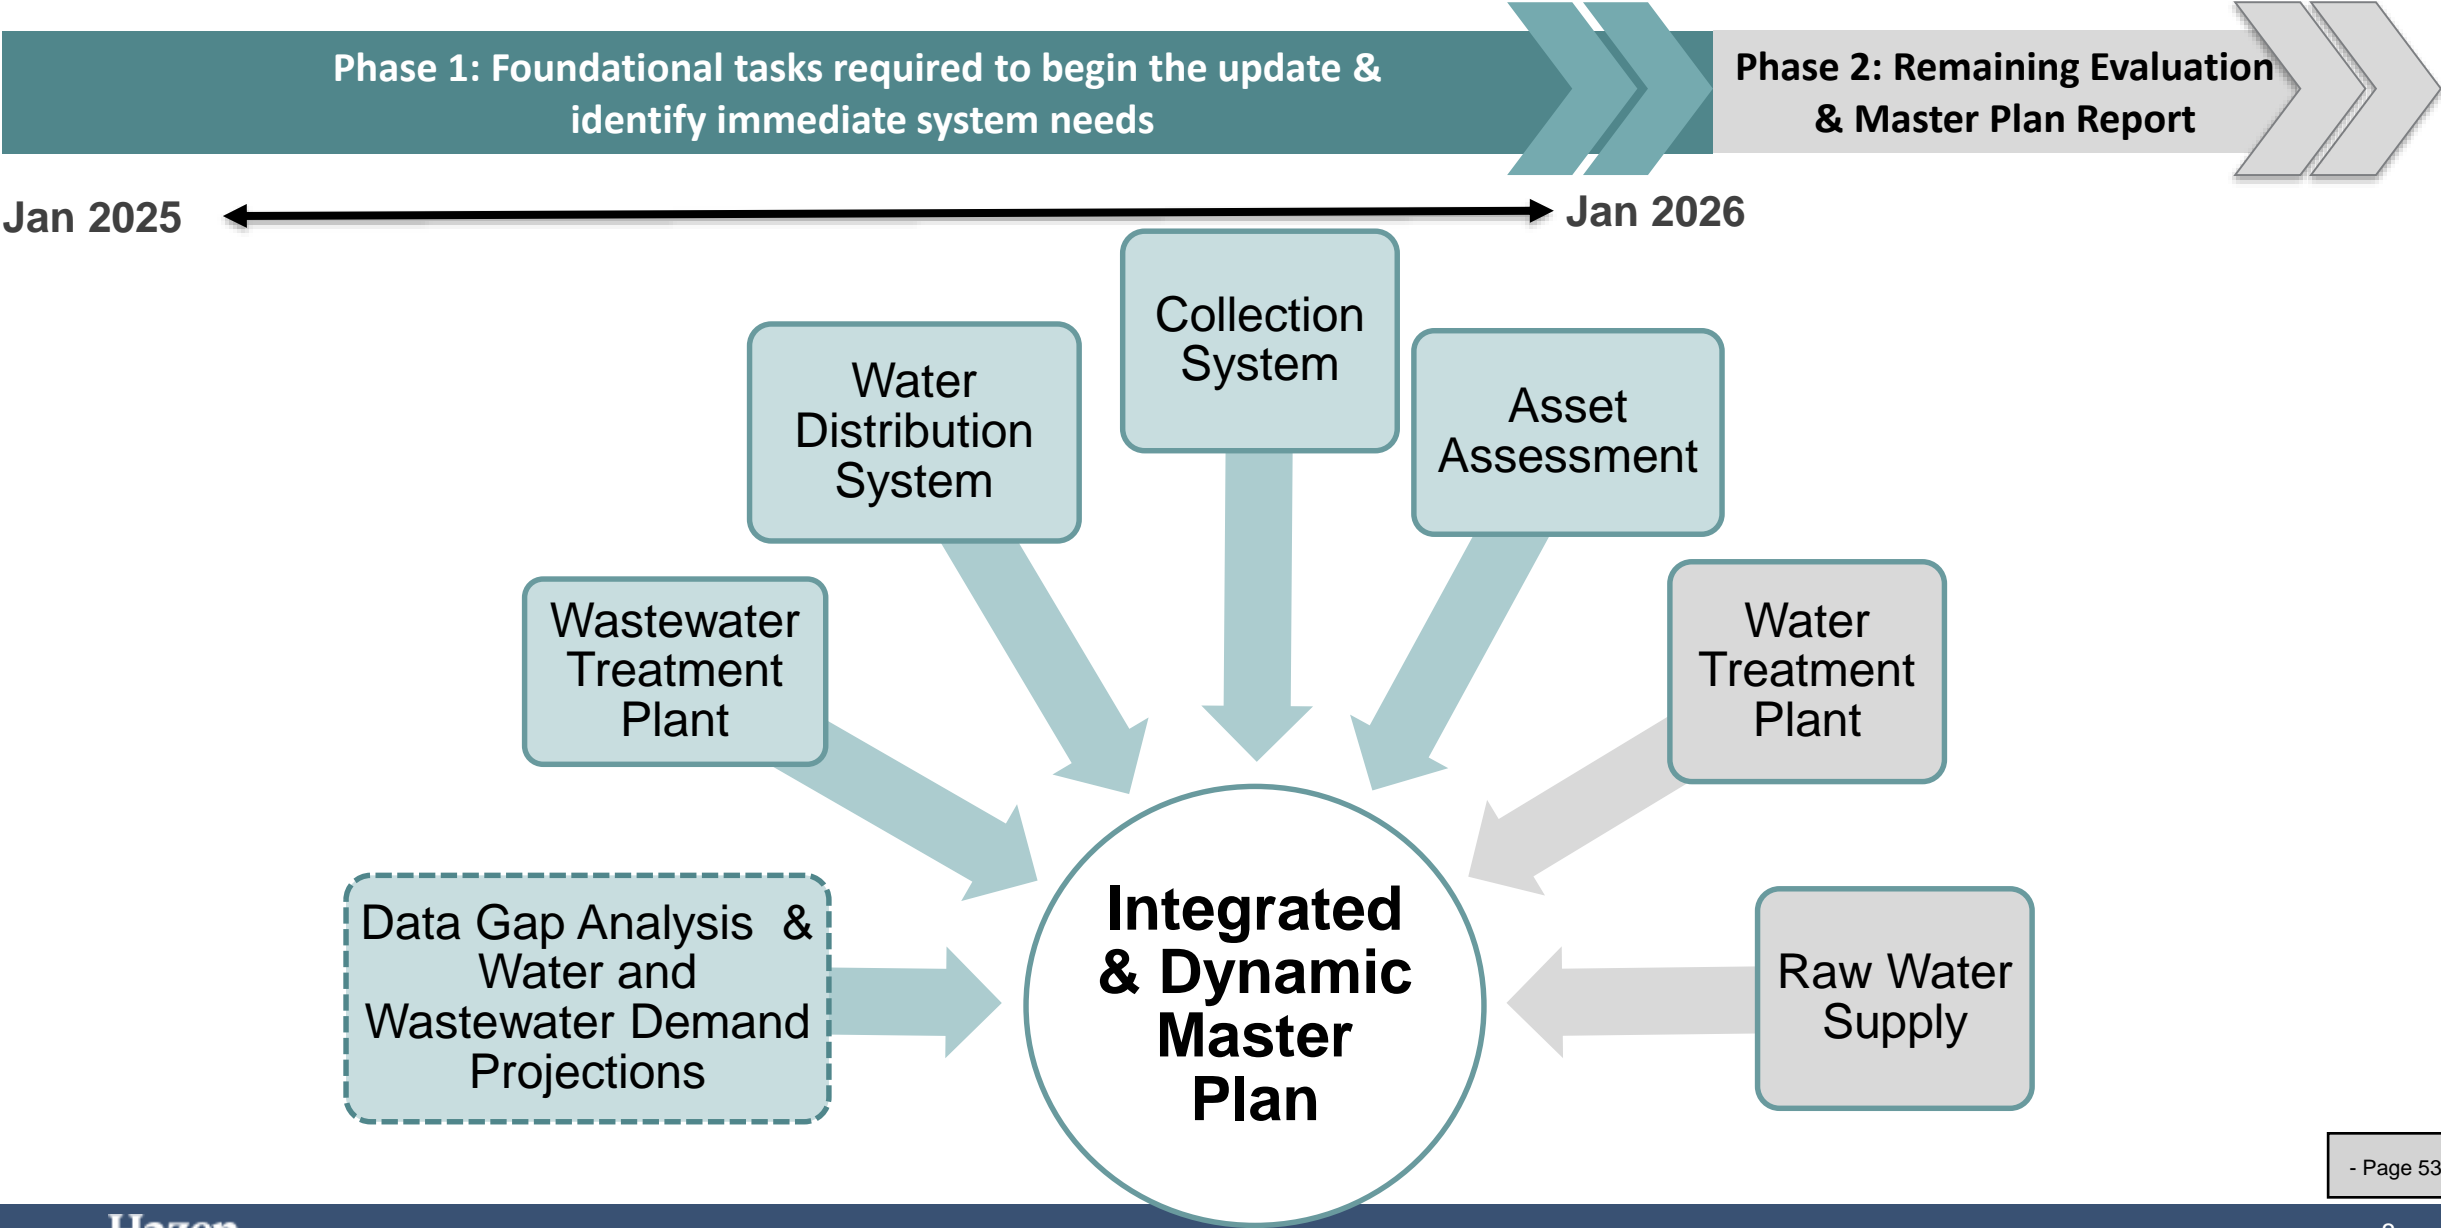 Phase 1: Foundational tasks required to begin the update &
identify immediate system needs
Phase 2: Remaining Evaluation
& Master Plan Report
Jan 2025
Jan 2026
Collection
System
Water
Distribution
System
Asset
Assessment
Wastewater
Treatment
Plant
Water
Treatment
Plant
Data Gap Analysis &
Water and
Wastewater Demand
Projections
Integrated
& Dynamic
Master
Plan
Raw Water
Supply
- Page 53
Hazen